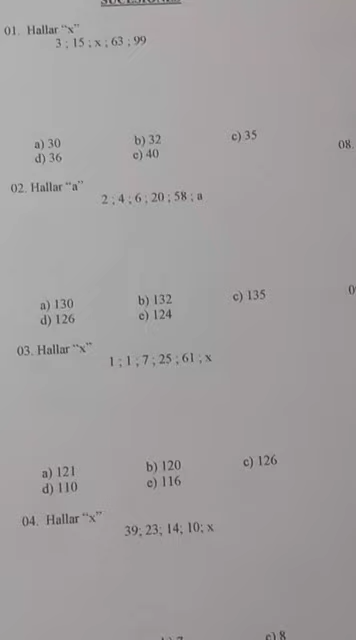 SUCESIONES
01. Hallar "x"
3 ; 15 ; x ; 63 ; 99
a) 30 b) 32 c) 35
d) 36 e) 40
08.
02. Hallar "a"
2 ; 4 ; 6 ; 20 ; 58 ; a
a) 130 b) 132 c) 135
d) 126 e) 124
03. Hallar "x"
1 ; 1 ; 7 ; 25 ; 61 ; x
a) 121 b) 120 c) 126
d) 110 e) 116
04. Hallar "x"
39; 23; 14; 10; x
c) 8